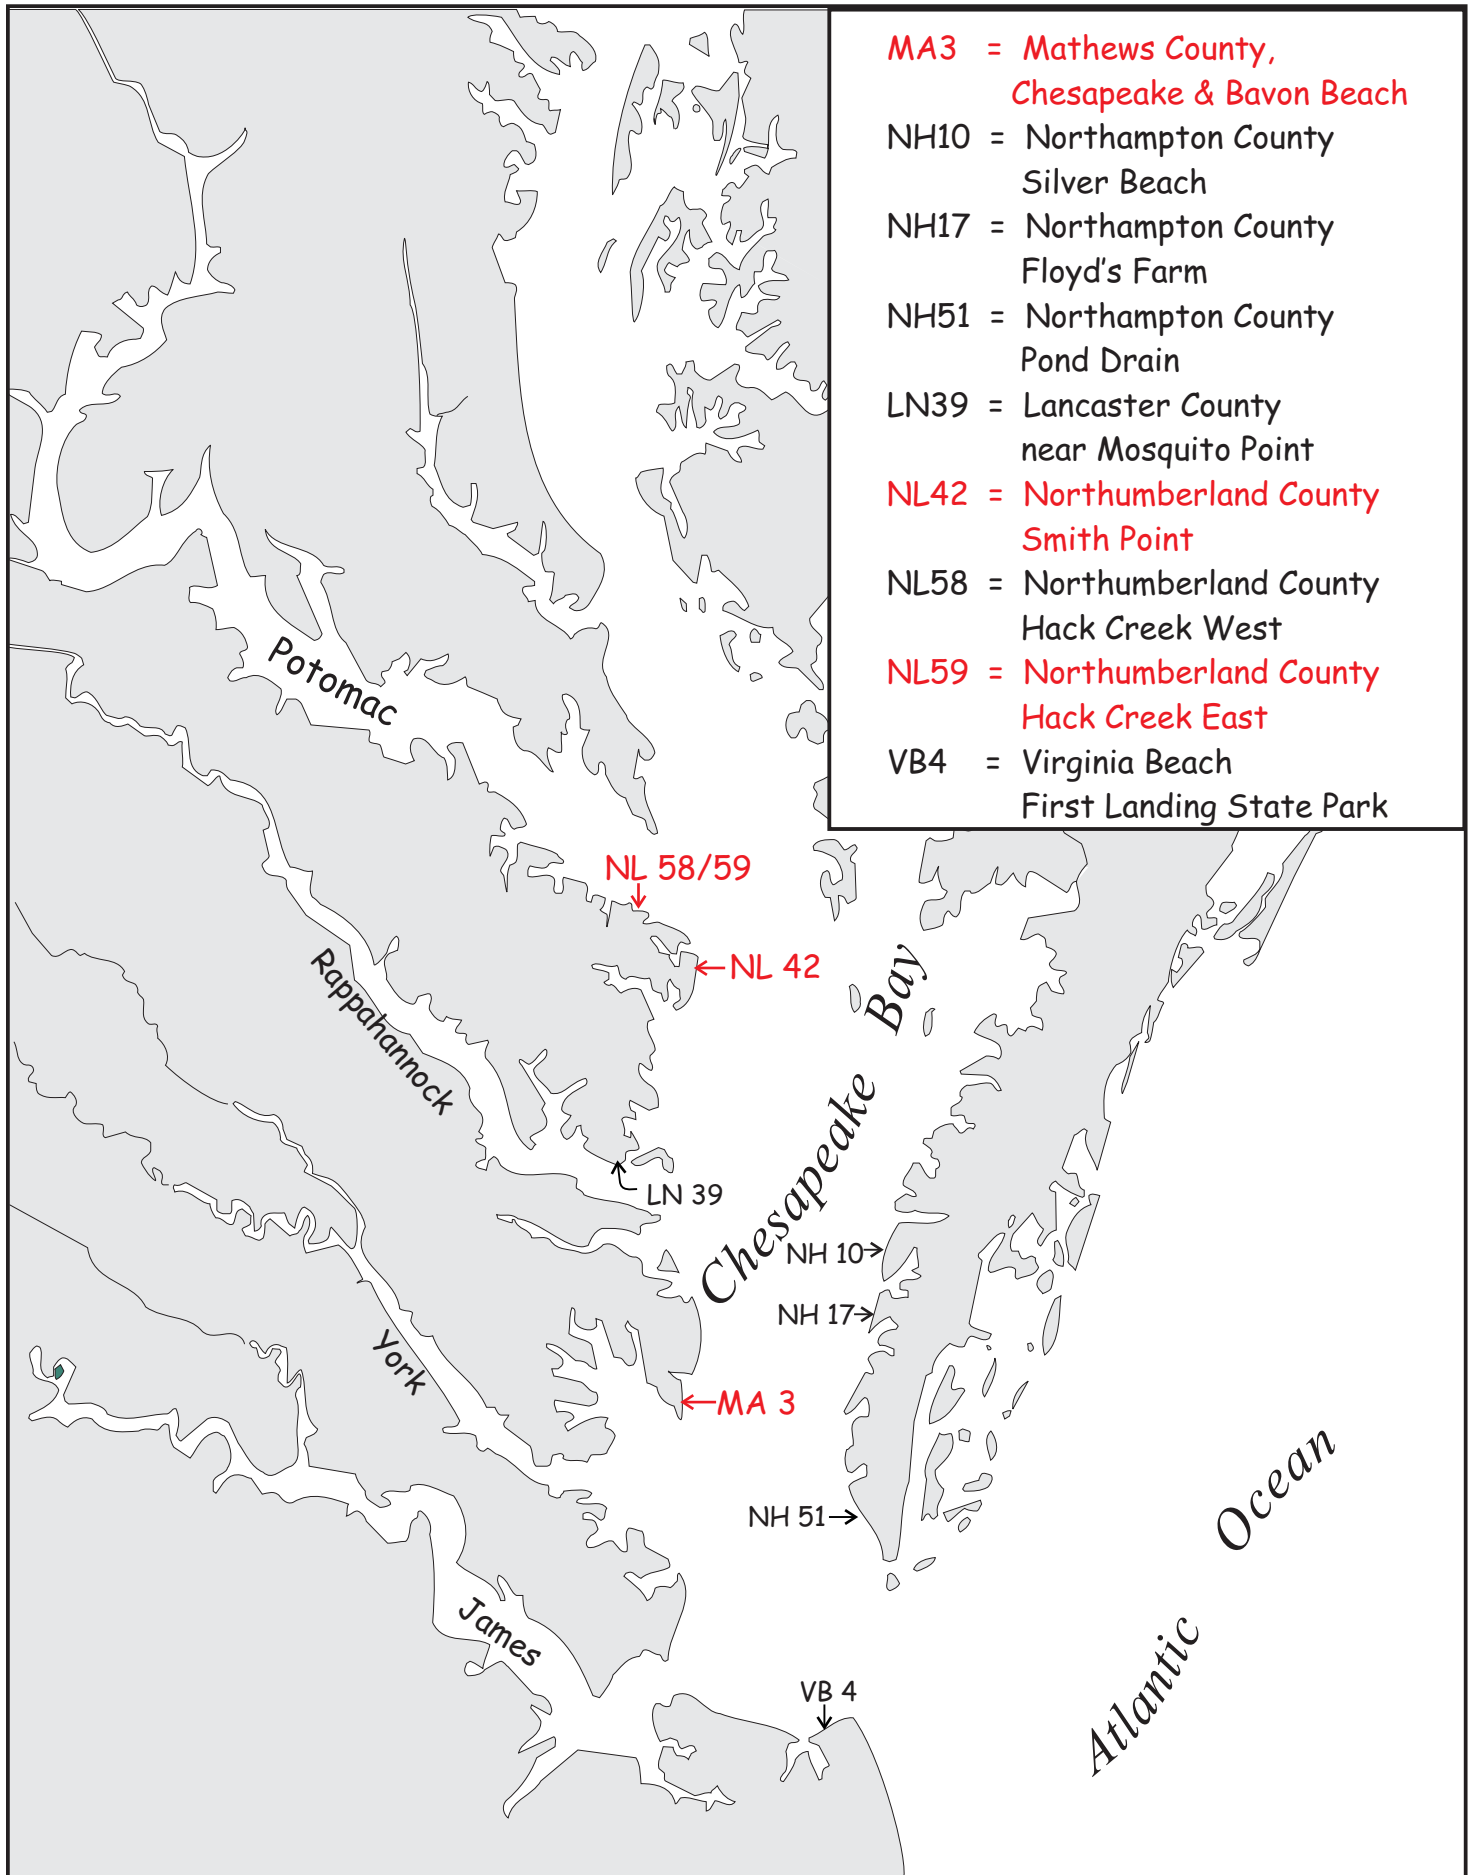 MA3 = Mathews County,
Chesapeake & Bavon Beach
NH10 = Northampton County
Silver Beach
NH17 = Northampton County
Floyd's Farm
NH51 = Northampton County
Pond Drain
LN39 = Lancaster County
near Mosquito Point
NL42 = Northumberland County
Smith Point
NL58 = Northumberland County
Hack Creek West
NL59 = Northumberland County
Hack Creek East
VB4 = Virginia Beach
First Landing State Park
Potomac
NL 58/59
NL 42
Rappahannock
Chesapeake Bay
LN 39
NH 10
NH 17
York
MA 3
NH 51
James
VB 4
Atlantic Ocean